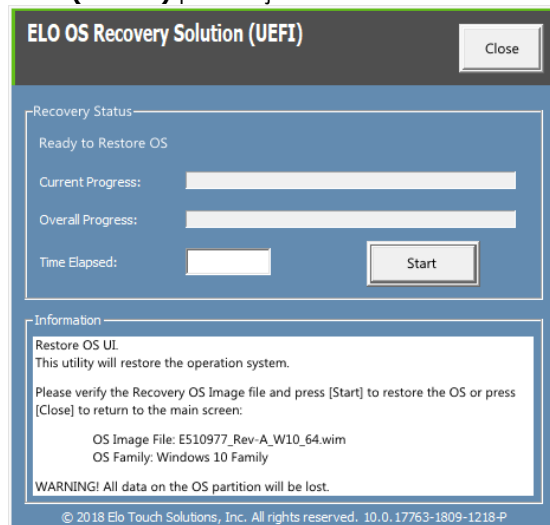 ELO OS Recovery Solution (UEFI)
Close
Recovery Status
Ready to Restore OS
Current Progress:
Overall Progress:
Time Elapsed:
Start
Information
Restore OS UI.
This utility will restore the operation system.
Please verify the Recovery OS Image file and press [Start] to restore the OS or press
[Close] to return to the main screen:
OS Image File: E510977_Rev-A_W10_64.wim
OS Family: Windows 10 Family
WARNING! All data on the OS partition will be lost.
© 2018 Elo Touch Solutions, Inc. All rights reserved. 10.0.17763-1809-1218-P